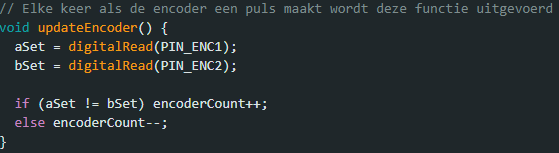 // Elke keer als de encoder een puls maakt wordt deze functie uitgevoerd
void updateEncoder() {
  aSet = digitalRead(PIN_ENC1);
  bSet = digitalRead(PIN_ENC2);

  if (aSet != bSet) encoderCount++;
  else encoderCount--;
}